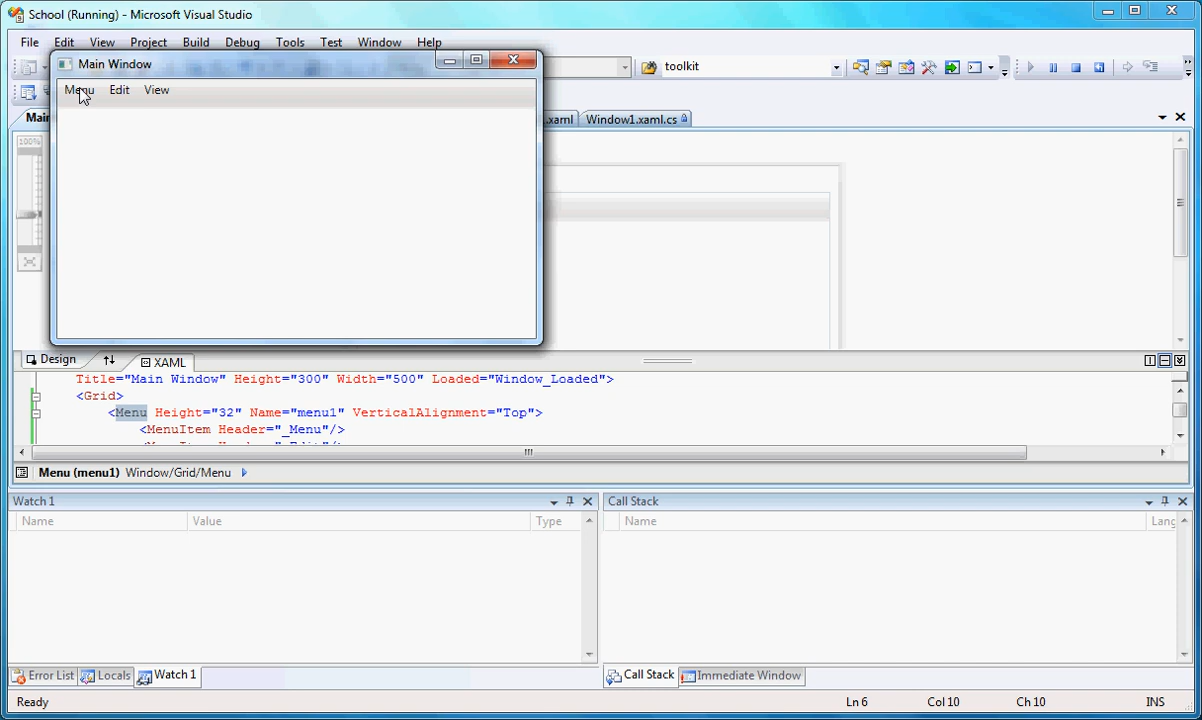 School (Running) - Microsoft Visual Studio
File Edit View Project Build Debug Tools Test Window Help
toolkit
Main Window
Menu Edit View
Main
.xaml Window1.xaml.cs
100%
Design XAML
Title="Main Window" Height="300" Width="500" Loaded="Window_Loaded">
<Grid>
<Menu Height="32" Name="menu1" VerticalAlignment="Top">
<MenuItem Header="_Menu"/>
<MenuItem Header="_Edit"/>
Menu (menu1) Window/Grid/Menu
Watch 1
Name Value Type
Call Stack
Name Lang
Error List Locals Watch 1
Call Stack Immediate Window
Ready Ln 6 Col 10 Ch 10 INS